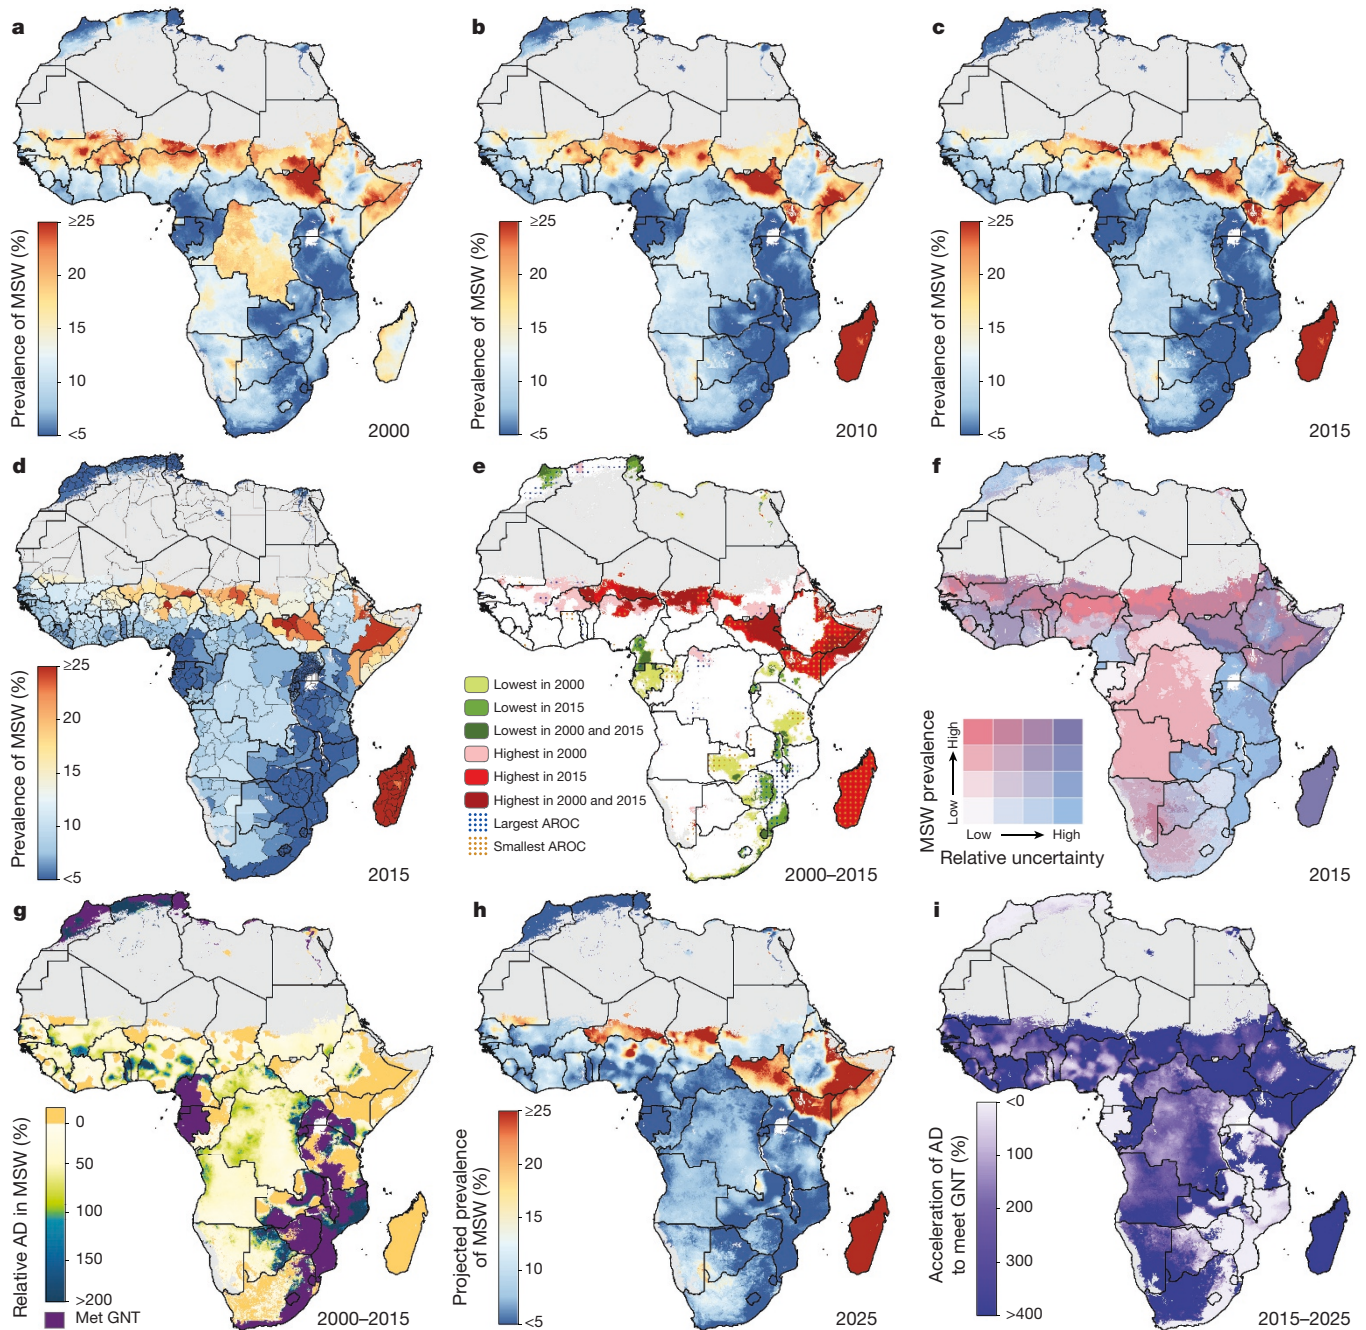 a
Prevalence of MSW (%)
≥25
20
15
10
<5
2000
b
Prevalence of MSW (%)
≥25
20
15
10
<5
2010
c
Prevalence of MSW (%)
≥25
20
15
10
<5
2015
d
Prevalence of MSW (%)
≥25
20
15
10
<5
2015
e
Lowest in 2000
Lowest in 2015
Lowest in 2000 and 2015
Highest in 2000
Highest in 2015
Highest in 2000 and 2015
Largest AROC
Smallest AROC
2000–2015
f
MSW prevalence
High
Low
Low
High
Relative uncertainty
2015
g
Relative AD in MSW (%)
0
50
100
150
>200
Met GNT
2000–2015
h
Projected prevalence
of MSW (%)
≥25
20
15
10
<5
2025
i
Acceleration of AD
to meet GNT (%)
<0
100
200
300
>400
2015–2025